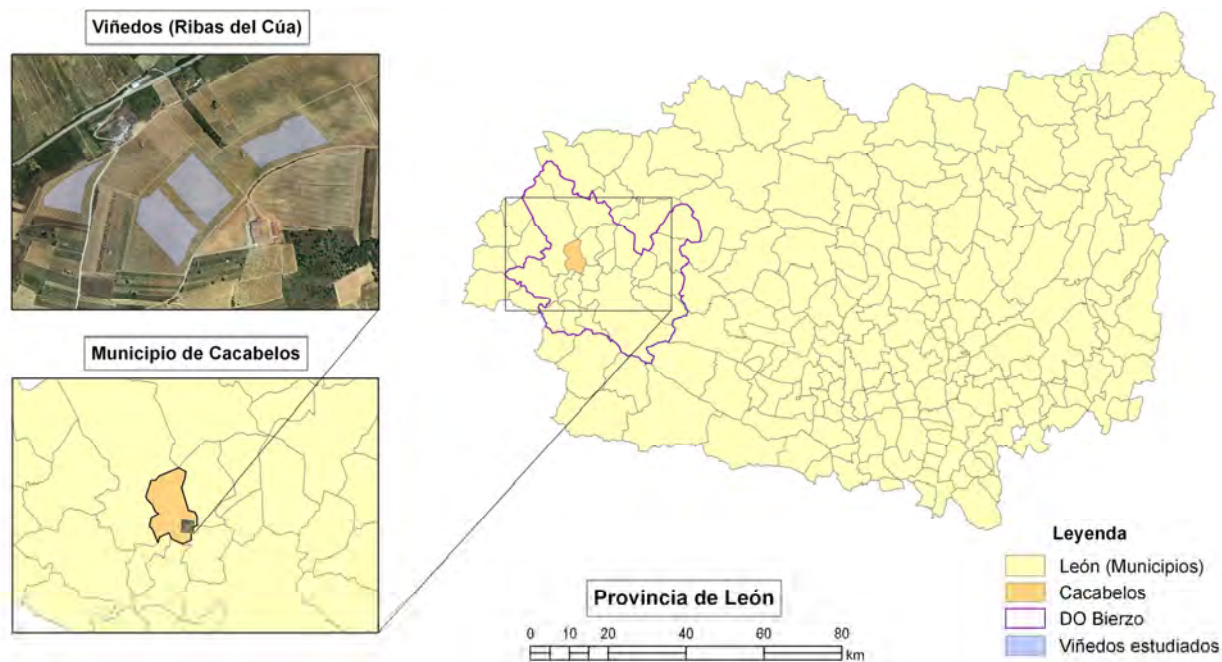 Viñedos (Ribas del Cúa)
Municipio de Cacabelos
Provincia de León
0 10 20 40 60 80
km
Leyenda
León (Municipios)
Cacabelos
DO Bierzo
Viñedos estudiados